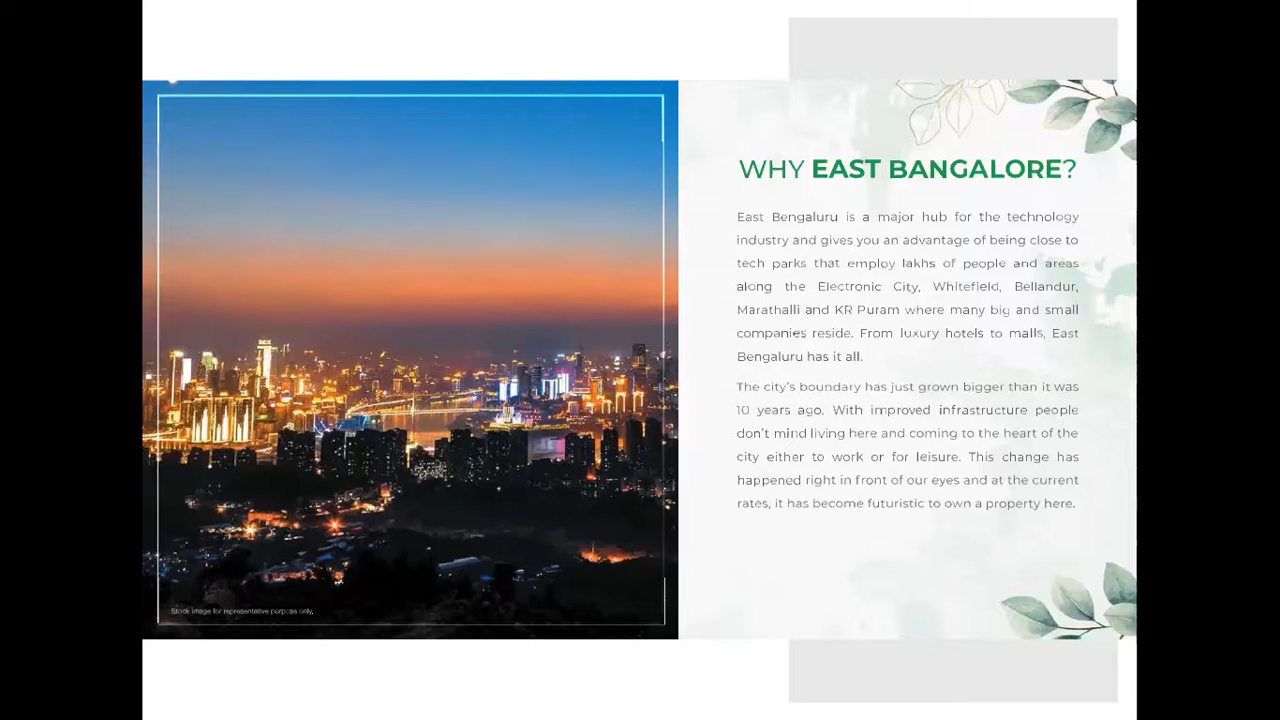 WHY EAST BANGALORE?
East Bengaluru is a major hub for the technology
industry and gives you an advantage of being close to
tech parks that employ lakhs of people and areas
along the Electronic City, Whitefield, Bellandur,
Marathalli and KR Puram where many big and small
companies reside. From luxury hotels to malls, East
Bengaluru has it all.
The city's boundary has just grown bigger than it was
10 years ago. With improved infrastructure people
don't mind living here and coming to the heart of the
city either to work or for leisure. This change has
happened right in front of our eyes and at the current
rates, it has become futuristic to own a property here.
Stock image for representative purpose only.